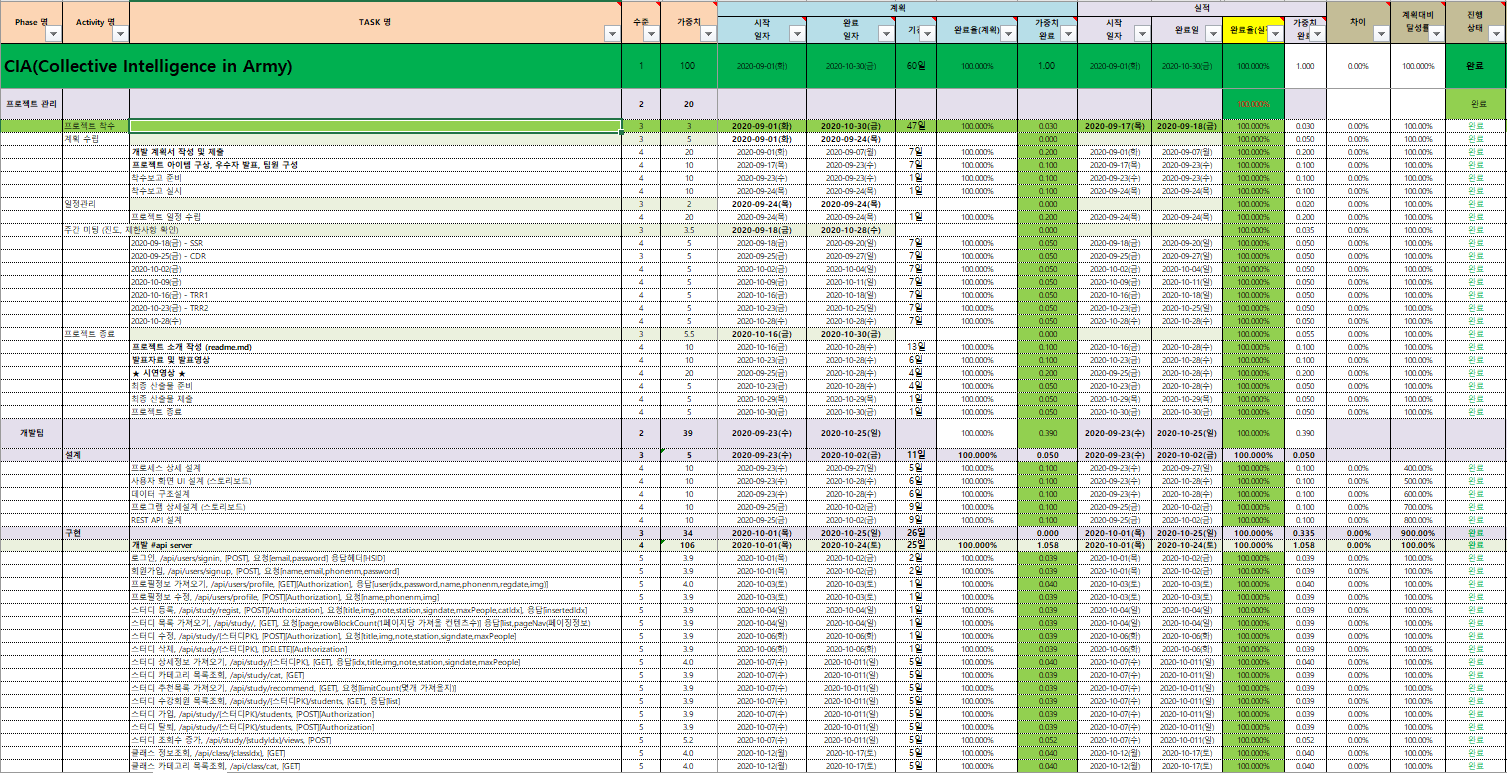 계획 실적
Phase 명 Activity 명 TASK 명 수준 가중치 시작 일자 완료 일자 완료율(계획) 가중치 완료 시작 일자 완료일 완료율(실 가중치 차이 계획대비 달성률 진행 상태
CIA(Collective Intelligence in Army) 1 100 2020-09-01(화) 2020-10-30(금) 60일 100.000% 1.00 2020-09-01(화) 2020-10-30(금) 100.000% 1.000 0.00% 100.000% 완료
프로젝트 관리 2 20 100.000% 완료
프로젝트 착수 3 3 2020-09-01(화) 2020-10-30(금) 47일 100.000% 0.030 2020-09-17(목) 2020-09-18(금) 100.000% 0.030 0.00% 100.00% 완료
계획 수립 3 5 2020-09-01(화) 2020-09-24(목) 0.000 100.000% 0.050 0.00% 100.00% 완료
개발 계획서 작성 및 제출 4 20 2020-09-01(화) 2020-09-07(월) 7일 100.000% 0.200 2020-09-01(화) 2020-09-07(월) 100.000% 0.200 0.00% 100.00% 완료
프로젝트 아이템 구상, 우수자 발표, 팀원 구성 4 10 2020-09-17(목) 2020-09-23(수) 7일 100.000% 0.100 2020-09-17(목) 2020-09-23(수) 100.000% 0.100 0.00% 100.00% 완료
착수보고 준비 4 10 2020-09-23(수) 2020-09-23(수) 1일 100.000% 0.100 2020-09-23(수) 2020-09-23(수) 100.000% 0.100 0.00% 100.00% 완료
착수보고 실시 4 10 2020-09-24(목) 2020-09-24(목) 1일 100.000% 0.100 2020-09-24(목) 2020-09-24(목) 100.000% 0.100 0.00% 100.00% 완료
일정관리 3 2 2020-09-24(목) 2020-09-24(목) 0.000 100.000% 0.020 0.00% 100.00% 완료
프로젝트 일정 수립 4 20 2020-09-24(목) 2020-09-24(목) 1일 100.000% 0.200 2020-09-24(목) 2020-09-24(목) 100.000% 0.200 0.00% 100.00% 완료
주간 미팅 (진도, 제한사항 확인) 3 3.5 2020-09-18(금) 2020-10-28(수) 0.000 100.000% 0.035 0.00% 100.00% 완료
2020-09-18(금) - SSR 4 5 2020-09-18(금) 2020-09-20(일) 7일 100.000% 0.050 2020-09-18(금) 2020-09-20(일) 100.000% 0.050 0.00% 100.00% 완료
2020-09-25(금) - CDR 4 5 2020-09-25(금) 2020-09-27(일) 7일 100.000% 0.050 2020-09-25(금) 2020-09-27(일) 100.000% 0.050 0.00% 100.00% 완료
2020-10-02(금) 4 5 2020-10-02(금) 2020-10-04(일) 7일 100.000% 0.050 2020-10-02(금) 2020-10-04(일) 100.000% 0.050 0.00% 100.00% 완료
2020-10-09(금) 4 5 2020-10-09(금) 2020-10-11(일) 7일 100.000% 0.050 2020-10-09(금) 2020-10-11(일) 100.000% 0.050 0.00% 100.00% 완료
2020-10-16(금) - TRR1 4 5 2020-10-16(금) 2020-10-18(일) 7일 100.000% 0.050 2020-10-16(금) 2020-10-18(일) 100.000% 0.050 0.00% 100.00% 완료
2020-10-23(금) - TRR2 4 5 2020-10-23(금) 2020-10-25(일) 7일 100.000% 0.050 2020-10-23(금) 2020-10-25(일) 100.000% 0.050 0.00% 100.00% 완료
2020-10-28(수) 4 5 2020-10-28(수) 2020-10-28(수) 7일 100.000% 0.050 2020-10-28(수) 2020-10-28(수) 100.000% 0.050 0.00% 100.00% 완료
프로젝트 종료 3 5.5 2020-10-16(금) 2020-10-30(금) 0.000 100.000% 0.055 0.00% 100.00% 완료
프로젝트 소개 작성 (readme.md) 4 10 2020-10-16(금) 2020-10-28(수) 13일 100.000% 0.100 2020-10-16(금) 2020-10-28(수) 100.000% 0.100 0.00% 100.00% 완료
발표자료 및 발표영상 4 10 2020-10-23(금) 2020-10-28(수) 6일 100.000% 0.100 2020-10-23(금) 2020-10-28(수) 100.000% 0.100 0.00% 100.00% 완료
★ 시연영상 ★ 4 20 2020-09-25(금) 2020-10-28(수) 4일 100.000% 0.200 2020-09-25(금) 2020-10-28(수) 100.000% 0.200 0.00% 100.00% 완료
최종 산출물 준비 4 5 2020-10-23(금) 2020-10-28(수) 1일 100.000% 0.050 2020-10-23(금) 2020-10-28(수) 100.000% 0.050 0.00% 100.00% 완료
최종 산출물 제출 4 5 2020-10-29(목) 2020-10-29(목) 1일 100.000% 0.050 2020-10-29(목) 2020-10-29(목) 100.000% 0.050 0.00% 100.00% 완료
프로젝트 종료 4 5 2020-10-30(금) 2020-10-30(금) 1일 100.000% 0.050 2020-10-30(금) 2020-10-30(금) 100.000% 0.050 0.00% 100.00% 완료
개발팀 2 39 2020-09-23(수) 2020-10-25(일) 100.000% 0.390 2020-09-23(수) 2020-10-25(일) 100.000% 0.390
설계 3 5 2020-09-23(수) 2020-10-02(금) 11일 100.000% 0.050 2020-09-23(수) 2020-10-02(금) 100.000% 0.050 완료
프로세스 상세 설계 4 10 2020-09-23(수) 2020-09-27(일) 5일 100.000% 0.100 2020-09-23(수) 2020-09-27(일) 100.000% 0.100 0.00% 400.00% 완료
사용자 화면 UI 설계 (스토리보드) 4 10 2020-09-23(수) 2020-10-28(수) 6일 100.000% 0.100 2020-09-23(수) 2020-10-28(수) 100.000% 0.100 0.00% 500.00% 완료
데이터 구조설계 4 10 2020-09-23(수) 2020-10-28(수) 6일 100.000% 0.100 2020-09-23(수) 2020-10-28(수) 100.000% 0.100 0.00% 600.00% 완료
프로그램 상세설계 (스토리보드) 4 10 2020-09-25(금) 2020-10-02(금) 9일 100.000% 0.100 2020-09-25(금) 2020-10-02(금) 100.000% 0.100 0.00% 700.00% 완료
REST API 설계 4 10 2020-09-25(금) 2020-10-02(금) 9일 100.000% 0.100 2020-09-25(금) 2020-10-02(금) 100.000% 0.100 0.00% 800.00% 완료
구현 3 34 2020-10-01(목) 2020-10-25(일) 26일 0.000 2020-10-01(목) 2020-10-25(일) 100.000% 0.335 0.00% 900.00% 완료
개발 #api server 4 106 2020-10-01(목) 2020-10-24(토) 25일 100.000% 1.058 2020-10-01(목) 2020-10-24(토) 100.000% 1.058 0.00% 100.00% 완료
로그인, /api/users/signin, [POST], 요청[email,password] 응답헤더[HSID] 5 3.9 2020-10-01(목) 2020-10-02(금) 2일 100.000% 0.039 2020-10-01(목) 2020-10-02(금) 100.000% 0.039 0.00% 100.00% 완료
회원가입, /api/users/signup, [POST], 요청[name,email,phonenm,password] 5 3.9 2020-10-01(목) 2020-10-02(금) 2일 100.000% 0.039 2020-10-01(목) 2020-10-02(금) 100.000% 0.039 0.00% 100.00% 완료
프로필정보 가져오기, /api/users/profile, [GET][Authorization], 응답[user(idx,password,name,phonenm,regdate,img)] 5 4.0 2020-10-03(토) 2020-10-03(토) 1일 100.000% 0.040 2020-10-03(토) 2020-10-03(토) 100.000% 0.040 0.00% 100.00% 완료
프로필정보 수정, /api/users/profile, [POST][Authorization], 요청[name,phonenm,img] 5 3.9 2020-10-03(토) 2020-10-03(토) 1일 100.000% 0.039 2020-10-03(토) 2020-10-03(토) 100.000% 0.039 0.00% 100.00% 완료
스터디 등록, /api/study/regist, [POST][Authorization], 요청[title,img,note,station,signdate,maxPeople,catIdx], 응답[insertedIdx] 5 3.9 2020-10-04(일) 2020-10-04(일) 1일 100.000% 0.039 2020-10-04(일) 2020-10-04(일) 100.000% 0.039 0.00% 100.00% 완료
스터디 목록 가져오기, /api/study/, [GET], 요청[page,rowBlockCount(1페이지당 가져올 컨텐츠수)] 응답[list,pageNav(페이징정보) 5 3.9 2020-10-04(일) 2020-10-04(일) 1일 100.000% 0.039 2020-10-04(일) 2020-10-04(일) 100.000% 0.039 0.00% 100.00% 완료
스터디 수정, /api/study/(스터디PK), [POST][Authorization], 요청[title,img,note,station,signdate,maxPeople] 5 3.9 2020-10-06(화) 2020-10-06(화) 1일 100.000% 0.039 2020-10-06(화) 2020-10-06(화) 100.000% 0.039 0.00% 100.00% 완료
스터디 삭제, /api/study/(스터디PK), [DELETE][Authorization] 5 3.9 2020-10-06(화) 2020-10-06(화) 1일 100.000% 0.039 2020-10-06(화) 2020-10-06(화) 100.000% 0.039 0.00% 100.00% 완료
스터디 상세정보 가져오기, /api/study/(스터디PK), [GET], 응답[idx,title,img,note,station,signdate,maxPeople] 5 4.0 2020-10-07(수) 2020-10-011(일) 5일 100.000% 0.040 2020-10-07(수) 2020-10-011(일) 100.000% 0.040 0.00% 100.00% 완료
스터디 카테고리 목록조회, /api/study/cat, [GET] 5 3.9 2020-10-07(수) 2020-10-011(일) 5일 100.000% 0.039 2020-10-07(수) 2020-10-011(일) 100.000% 0.039 0.00% 100.00% 완료
스터디 추천목록 가져오기, /api/study/recommend, [GET], 요청[limitCount(몇개 가져올지)] 5 3.9 2020-10-07(수) 2020-10-011(일) 5일 100.000% 0.039 2020-10-07(수) 2020-10-011(일) 100.000% 0.039 0.00% 100.00% 완료
스터디 수강회원 목록조회, /api/study/(스터디PK)/students, [GET], 응답[list] 5 3.9 2020-10-07(수) 2020-10-011(일) 5일 100.000% 0.039 2020-10-07(수) 2020-10-011(일) 100.000% 0.039 0.00% 100.00% 완료
스터디 가입, /api/study/(스터디PK)/students, [POST][Authorization] 5 3.9 2020-10-07(수) 2020-10-011(일) 5일 100.000% 0.039 2020-10-07(수) 2020-10-011(일) 100.000% 0.039 0.00% 100.00% 완료
스터디 탈퇴, /api/study/(스터디PK)/students, [POST][Authorization] 5 3.9 2020-10-07(수) 2020-10-011(일) 5일 100.000% 0.039 2020-10-07(수) 2020-10-011(일) 100.000% 0.039 0.00% 100.00% 완료
스터디 조회수 증가, /api/study/(studyIdx)/views, [POST] 5 5.2 2020-10-07(수) 2020-10-011(일) 5일 100.000% 0.052 2020-10-07(수) 2020-10-011(일) 100.000% 0.052 0.00% 100.00% 완료
클래스 정보조회, /api/class/(classIdx), [GET] 5 4.0 2020-10-12(월) 2020-10-17(토) 5일 100.000% 0.040 2020-10-12(월) 2020-10-17(토) 100.000% 0.040 0.00% 100.00% 완료
클래스 카테고리 목록조회, /api/class/cat, [GET] 5 4.0 2020-10-12(월) 2020-10-17(토) 5일 100.000% 0.040 2020-10-12(월) 2020-10-17(토) 100.000% 0.040 0.00% 100.00% 완료